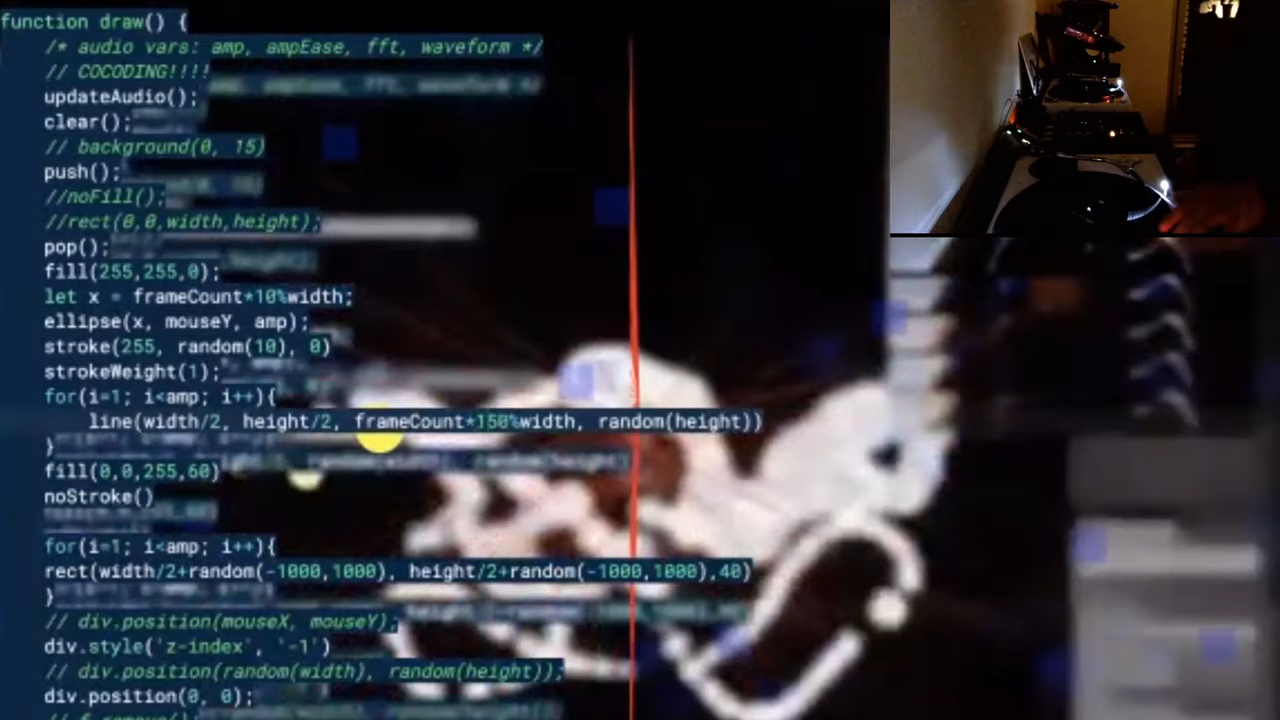 function draw() {
/* audio vars: amp, ampEase, fft, waveform */
// COCODING!!!!
updateAudio();
clear();
// background(0, 15)
push();
//noFill();
//rect(0,0,width,height);
pop();
fill(255,255,0);
let x = frameCount*10%width;
ellipse(x, mouseY, amp);
stroke(255, random(10), 0)
strokeWeight(1);
for(i=1; i<amp; i++){
line(width/2, height/2, frameCount*150%width, random(height))
}
fill(0,0,255,60)
noStroke()
for(i=1; i<amp; i++){
rect(width/2+random(-1000,1000), height/2+random(-1000,1000),40)
}
// div.position(mouseX, mouseY);
div.style('z-index', '-1')
// div.position(random(width), random(height));
div.position(0, 0);
// f.remove();